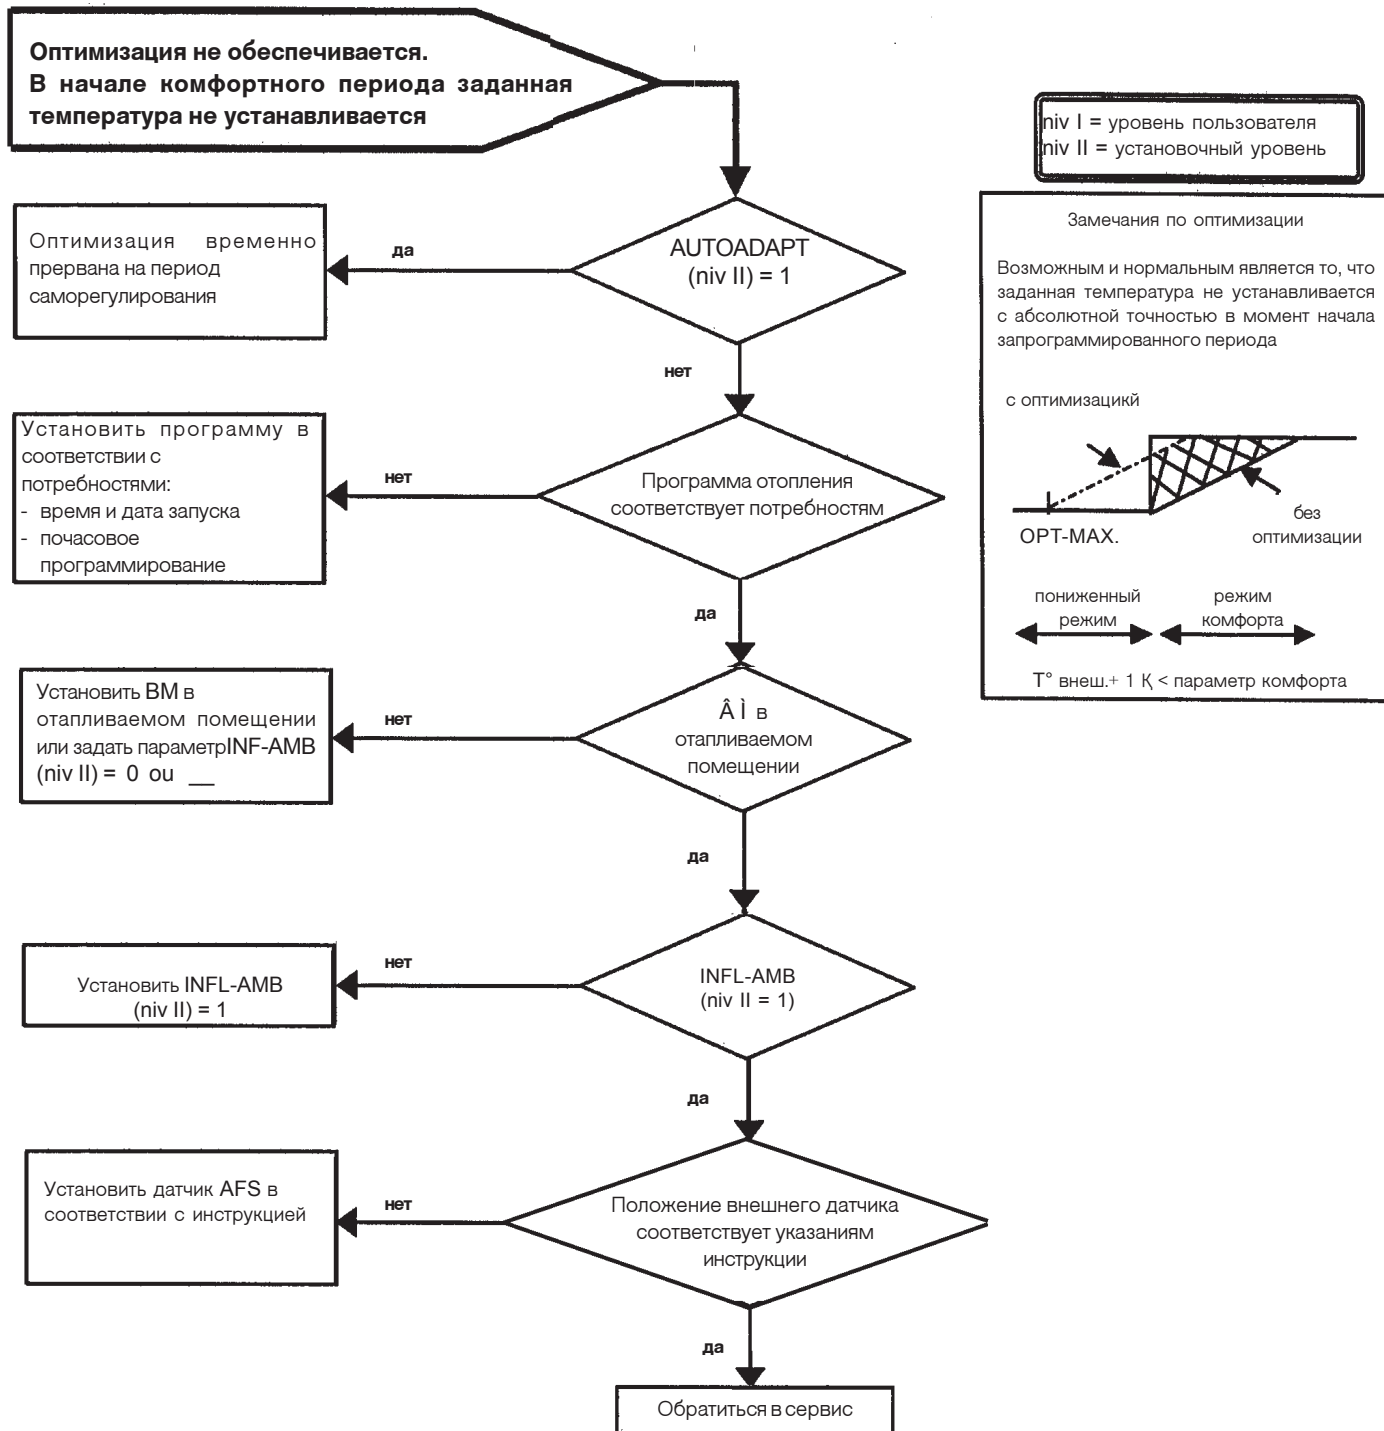 Оптимизация не обеспечивается.
В начале комфортного периода заданная
температура не устанавливается
niv I = уровень пользователя
niv II = установочный уровень
Оптимизация временно
прервана на период
саморегулирования
да
AUTOADAPT
(niv II) = 1
нет
Замечания по оптимизации
Возможным и нормальным является то, что
заданная температура не устанавливается
с абсолютной точностью в момент начала
запрограммированного периода
с оптимизацикй
OPT-MAX.
без
оптимизации
пониженный
режим
режим
комфорта
T° внеш.+ 1 Қ < параметр комфорта
Установить программу в
соответствии с
потребностями:
- время и дата запуска
- почасовое
программирование
нет
Программа отопления
соответствует потребностям
да
Установить BM в
отапливаемом помещении
или задать параметрINF-AMB
(niv II) = 0 ou __
нет
Â Ì в
отапливаемом
помещении
да
Установить INFL-AMB
(niv II) = 1
нет
INFL-AMB
(niv II = 1)
да
Установить датчик AFS в
соответствии с инструкцией
нет
Положение внешнего датчика
соответствует указаниям
инструкции
да
Обратиться в сервис